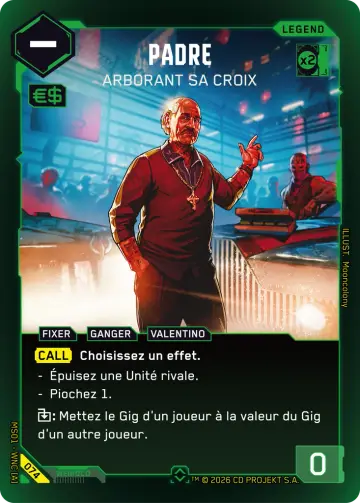 LEGEND
PADRE
x2
ARBORANT SA CROIX
€$
ILLUST. Mooncolony
FIXER GANGER VALENTINO
CALL Choisissez un effet.
- Épuisez une Unité rivale.
- Piochez 1.
: Mettez le Gig d'un joueur à la valeur du Gig
d'un autre joueur.
0
074
™ © 2026 CD PROJEKT S.A.